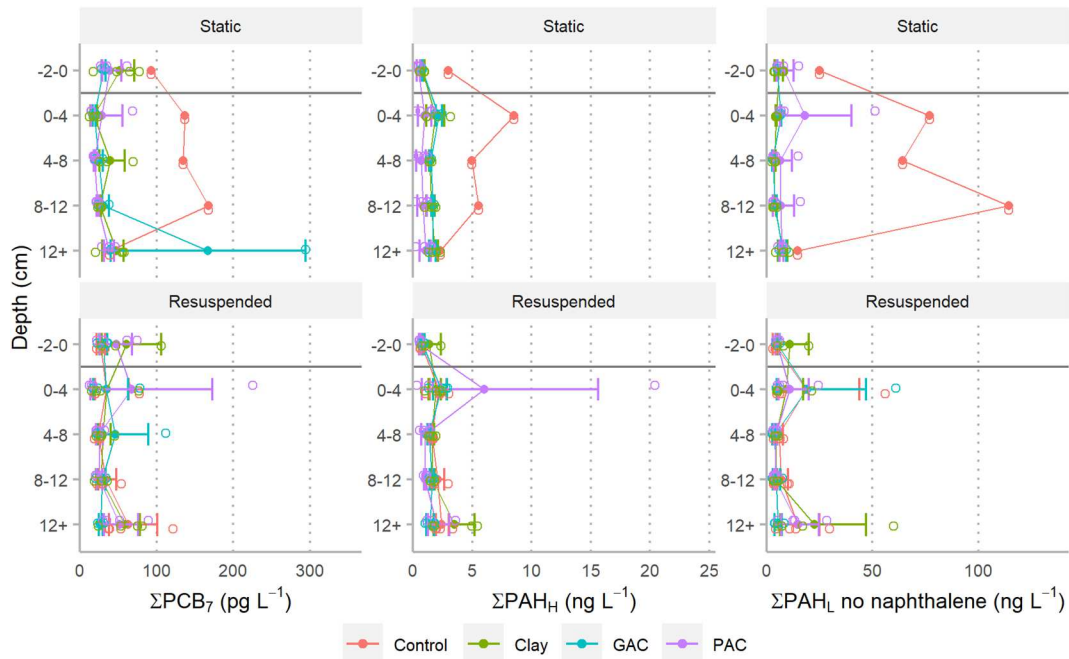 Static Static Static
Depth (cm)
-2-0
0-4
4-8
8-12
12+
Resuspended Resuspended Resuspended
-2-0
0-4
4-8
8-12
12+
0 100 200 300 0 5 10 15 20 25 0 50 100
ΣPCB₇ (pg L⁻¹) ΣPAH_H (ng L⁻¹) ΣPAH_L no naphthalene (ng L⁻¹)
Control Clay GAC PAC